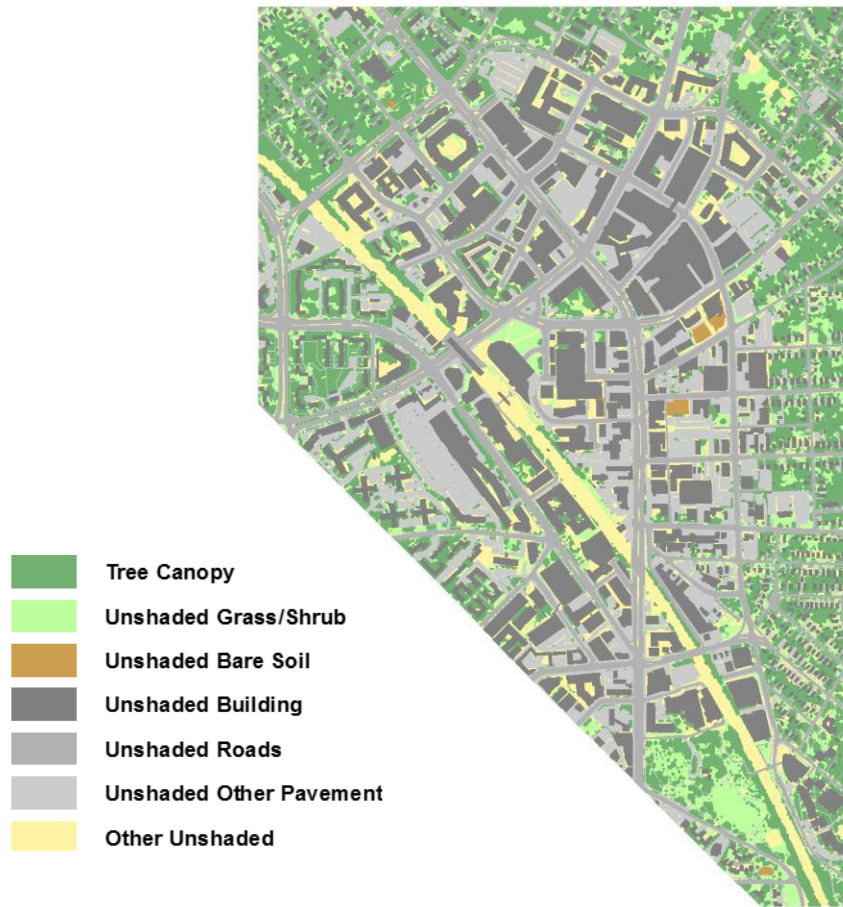 Tree Canopy
Unshaded Grass/Shrub
Unshaded Bare Soil
Unshaded Building
Unshaded Roads
Unshaded Other Pavement
Other Unshaded